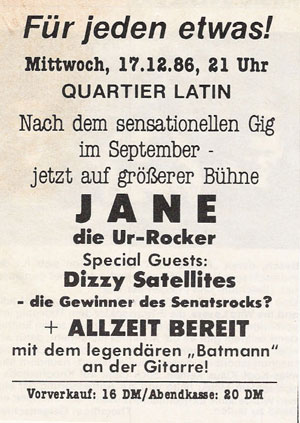 Für jeden etwas!
Mittwoch, 17.12.86, 21 Uhr
QUARTIER LATIN
Nach dem sensationellen Gig
im September -
jetzt auf größerer Bühne
JANE
die Ur-Rocker
Special Guests:
Dizzy Satellites
- die Gewinner des Senatsrocks?
+ ALLZEIT BEREIT
mit dem legendären „Batmann"
an der Gitarre!
Vorverkauf: 16 DM/Abendkasse: 20 DM